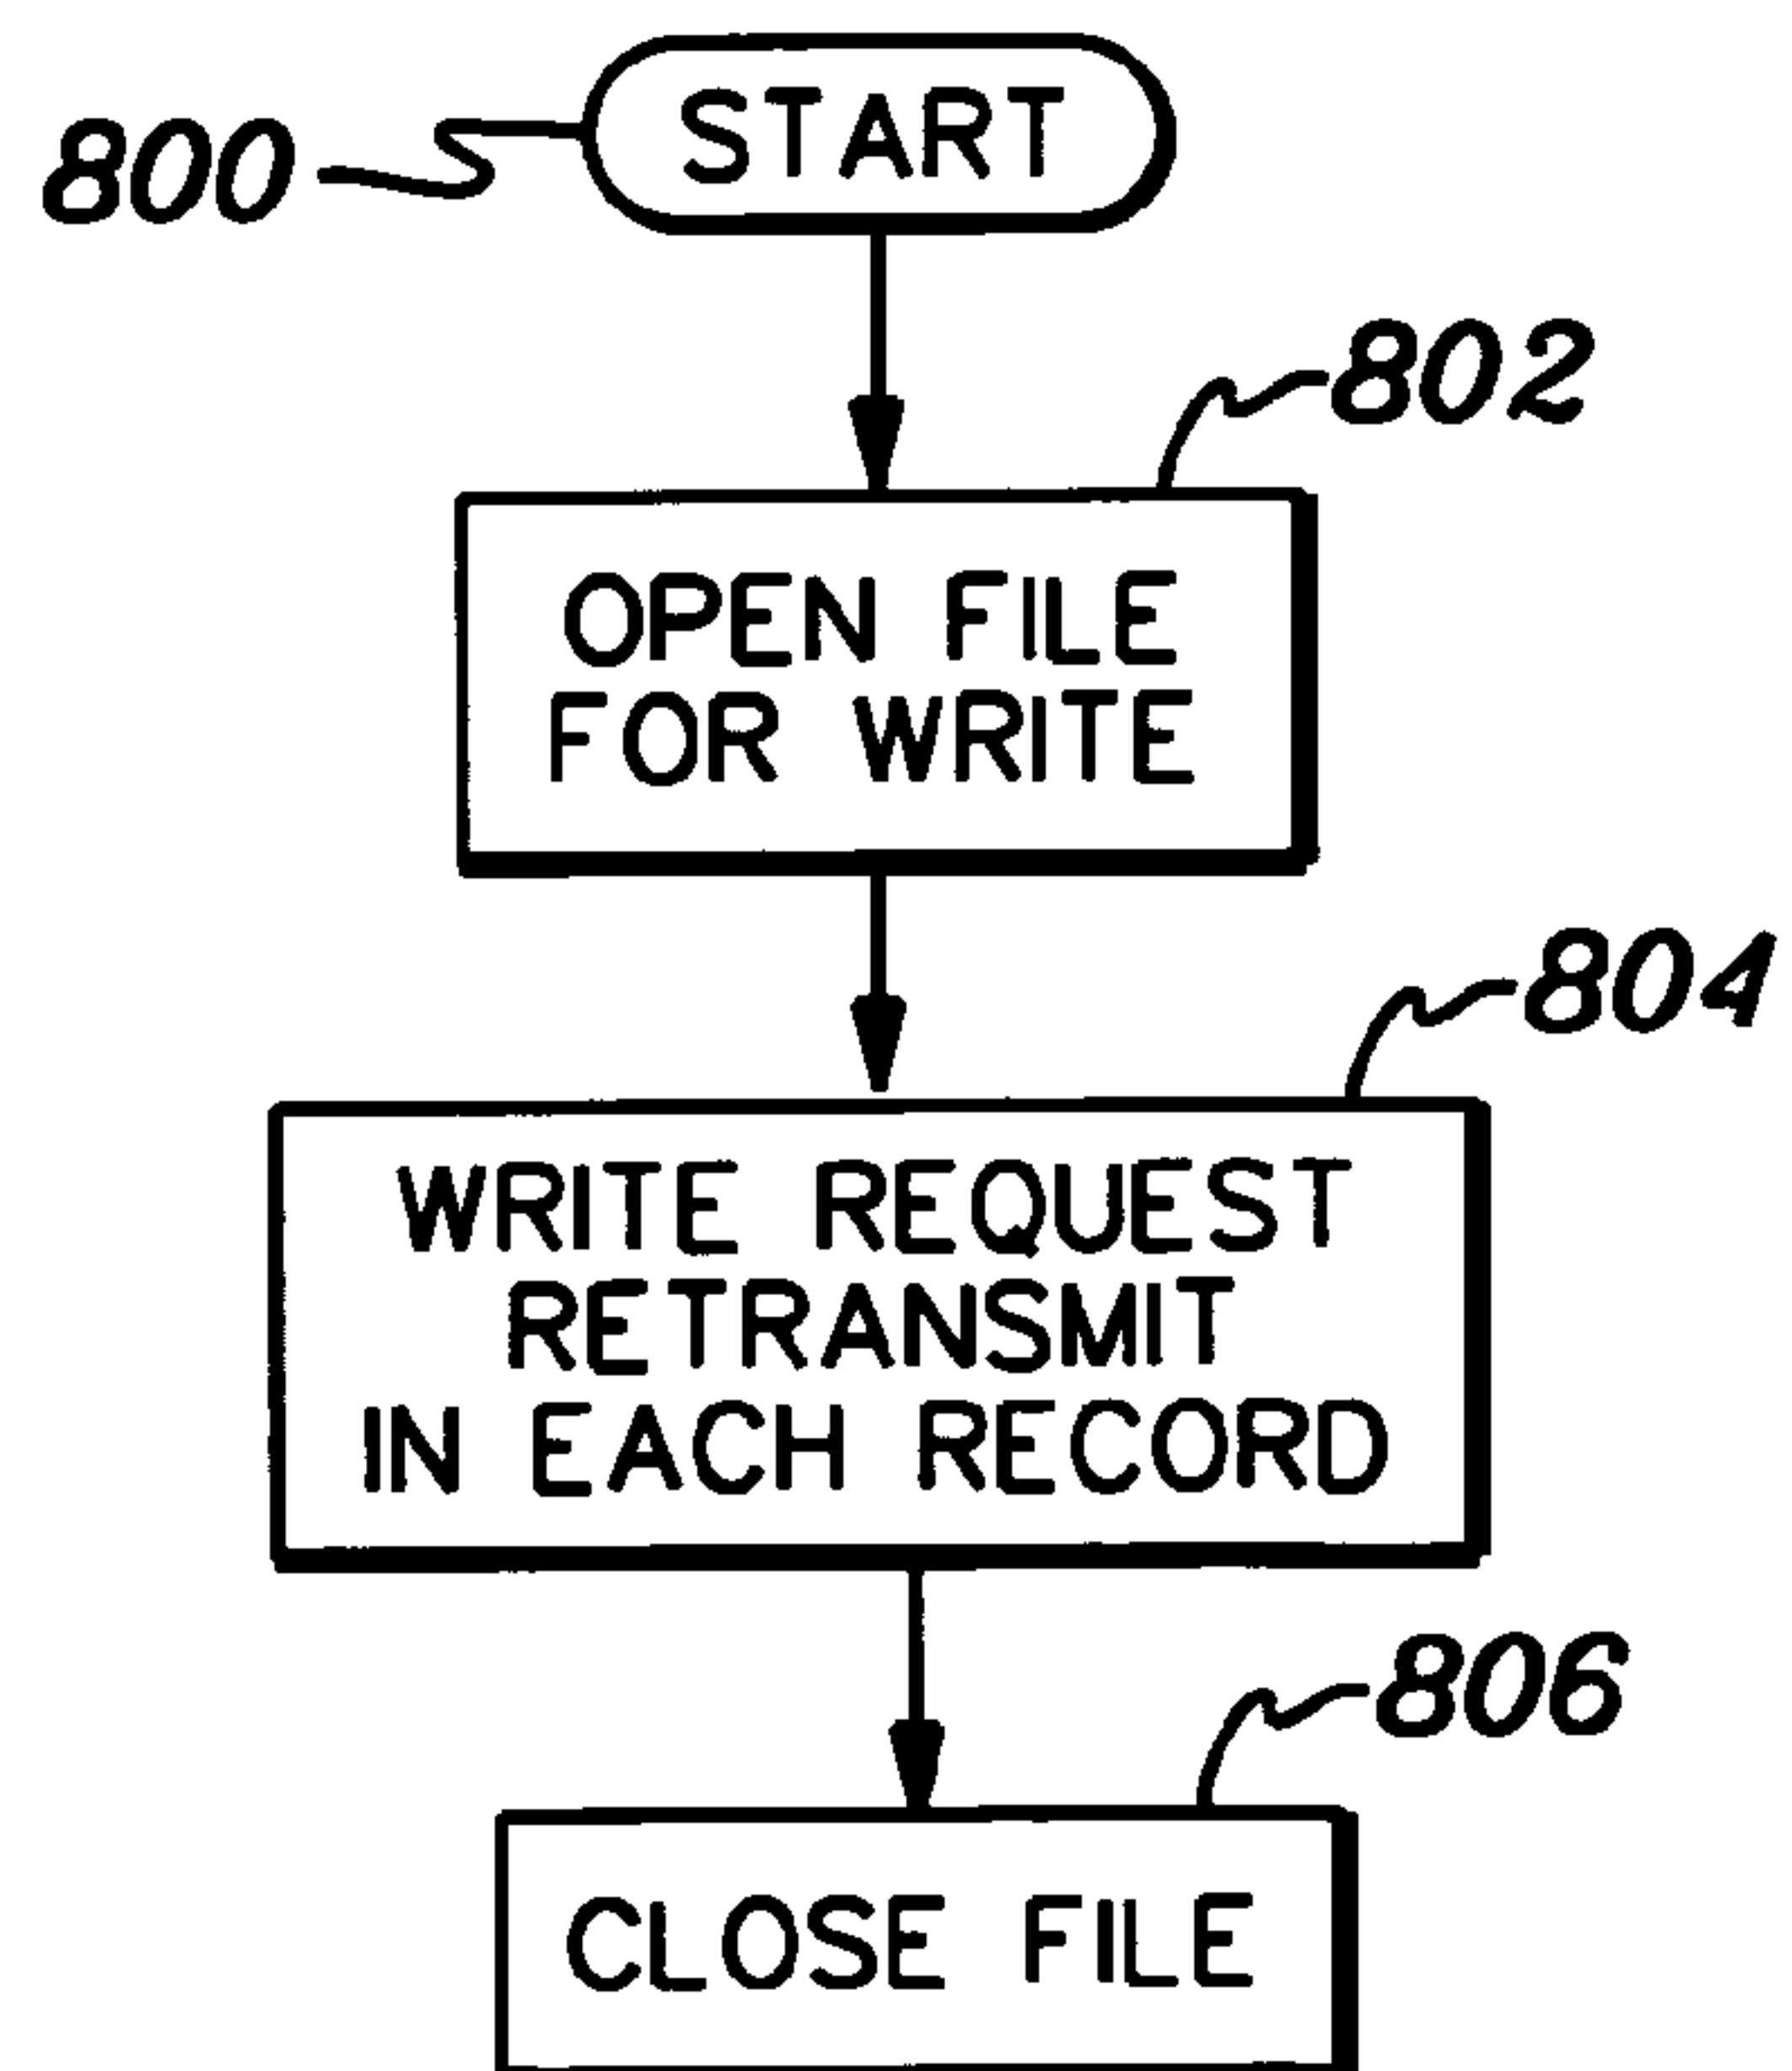 800
START
802
OPEN FILE
FOR WRITE
804
WRITE REQUEST
RETRANSMIT
IN EACH RECORD
806
CLOSE FILE